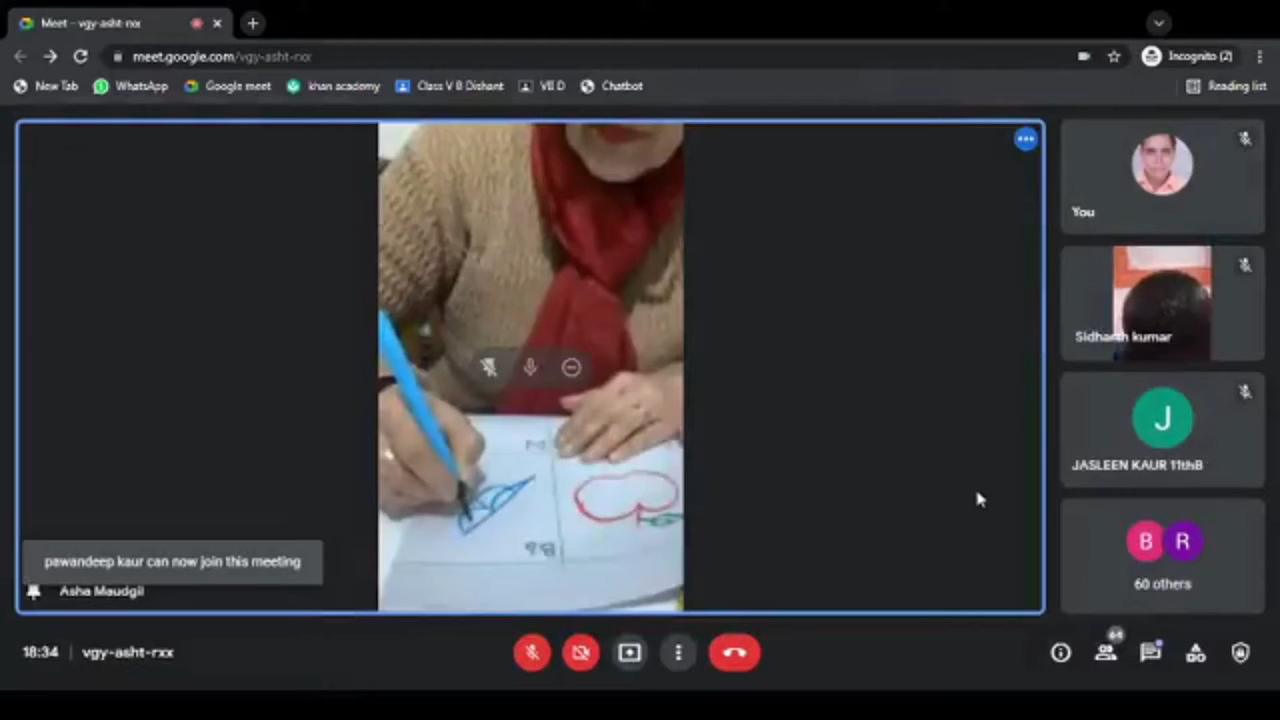 Meet - vgy-asht-rxx
meet.google.com/vgy-asht-rxx
Incognito (2)
New Tab
WhatsApp
Google meet
khan academy
Class V B Dishant
VII D
Chatbot
Reading list
You
Sidharth kumar
J
JASLEEN KAUR 11thB
B R
60 others
pawandeep kaur can now join this meeting
Asha Maudgil
18:34 | vgy-asht-rxx
64